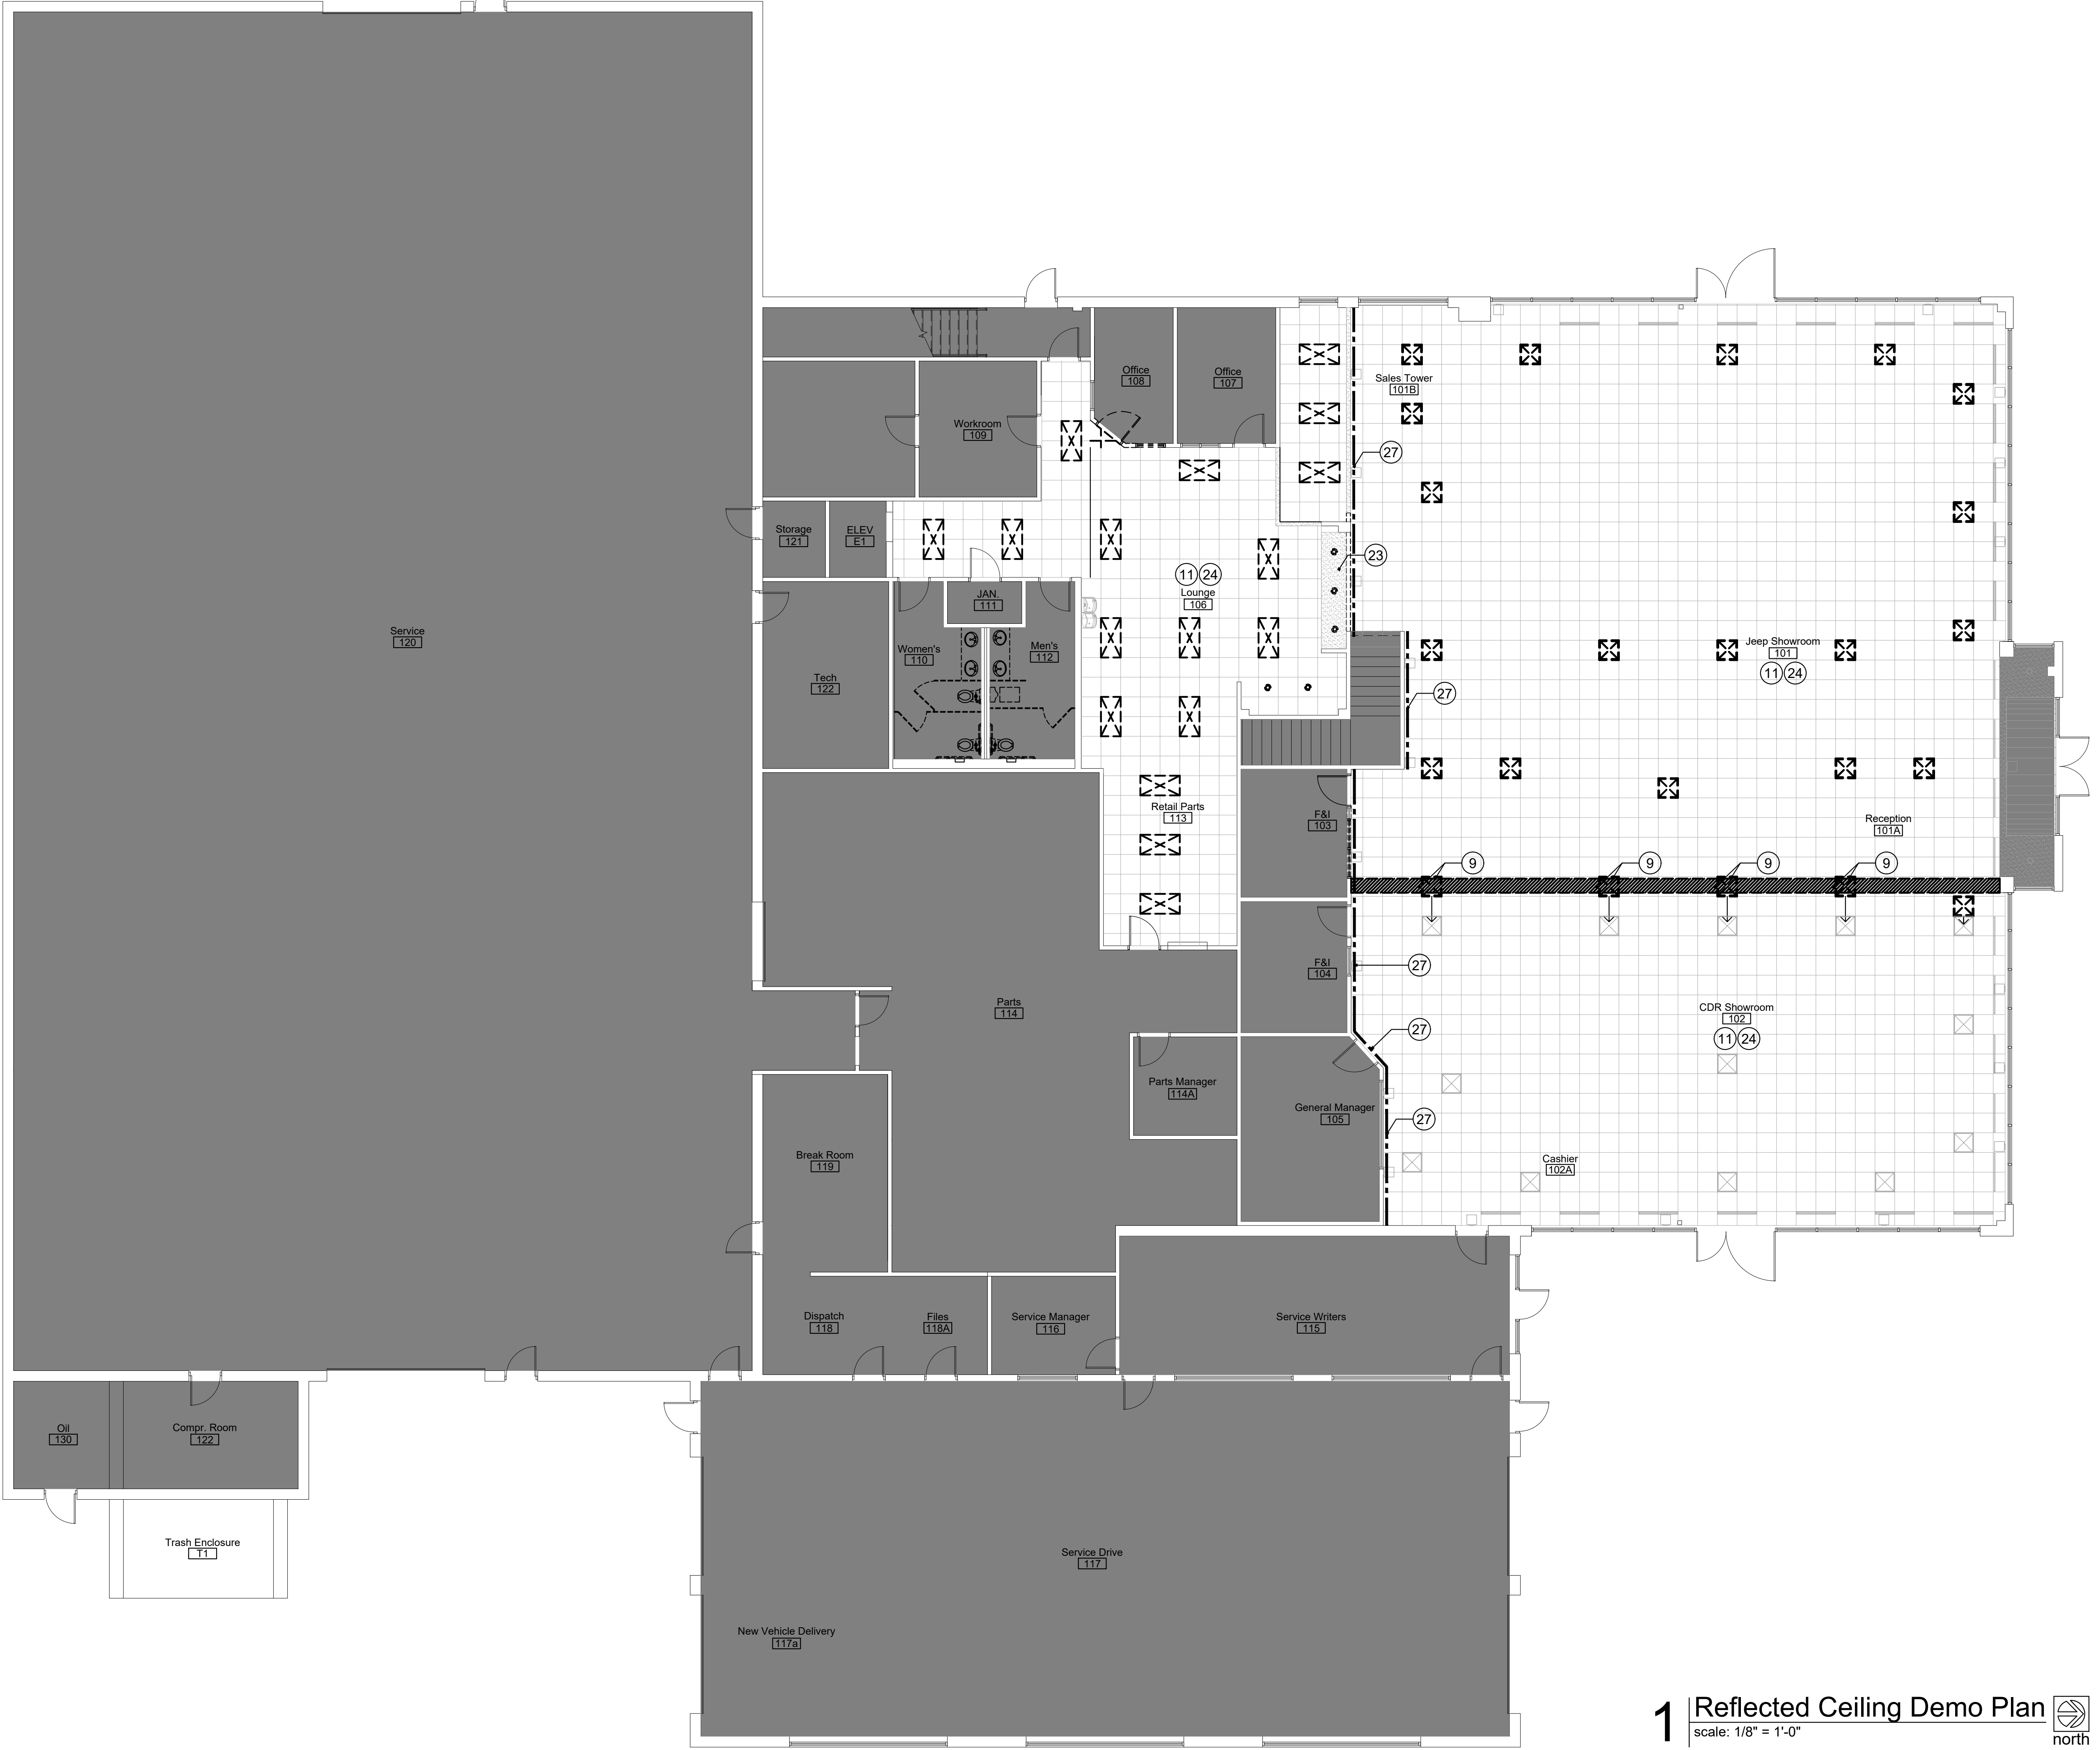 Office
108
Office
107
Sales Tower
101B
Workroom
109
27
Storage
121
ELEV
E1
23
11 24
Lounge
106
JAN.
111
Service
120
Women's
110
Men's
112
Jeep Showroom
101
11 24
Tech
122
27
Retail Parts
113
F&I
103
Reception
101A
9
9
9
9
F&I
104
27
Parts
114
CDR Showroom
102
11 24
27
Parts Manager
114A
General Manager
105
27
Break Room
119
Cashier
102A
Dispatch
118
Files
118A
Service Manager
116
Service Writers
115
Oil
130
Compr. Room
122
Trash Enclosure
T1
Service Drive
117
New Vehicle Delivery
117a
1 Reflected Ceiling Demo Plan
scale: 1/8" = 1'-0"
north